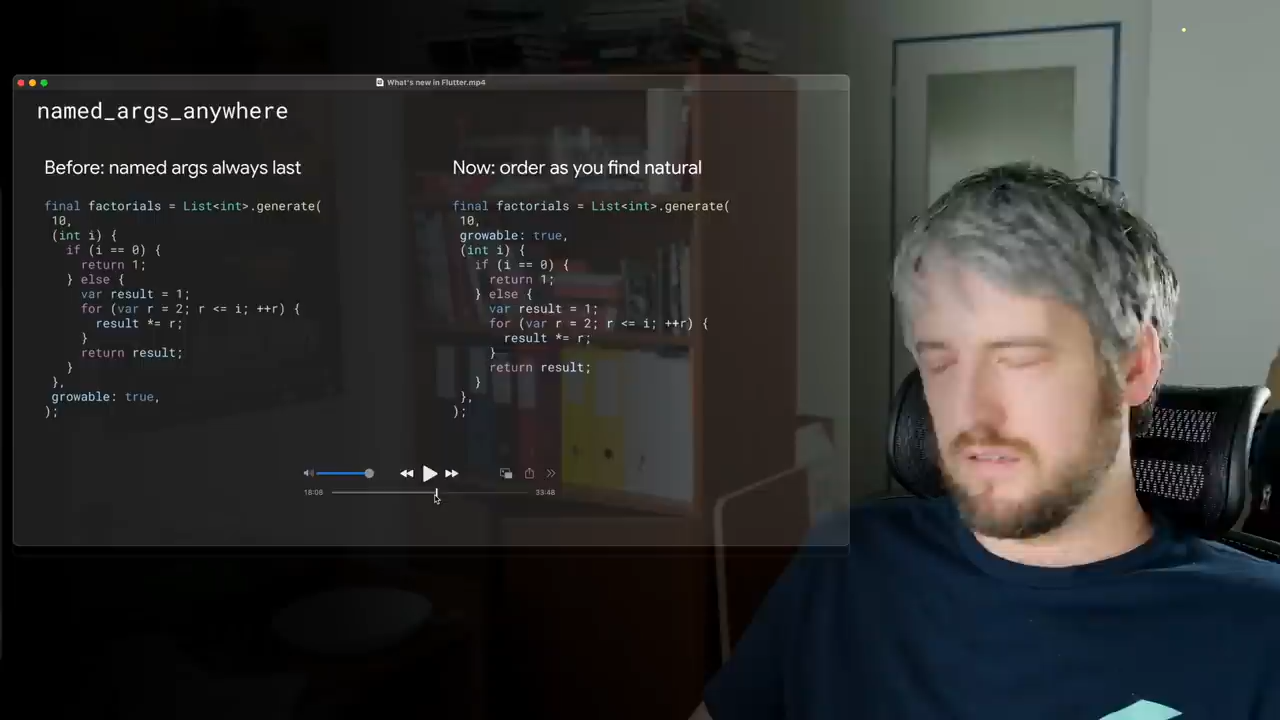 What's new in Flutter.mp4
named_args_anywhere
Before: named args always last
final factorials = List<int>.generate(
10,
(int i) {
if (i == 0) {
return 1;
} else {
var result = 1;
for (var r = 2; r <= i; ++r) {
result *= r;
}
return result;
}
},
growable: true,
);
Now: order as you find natural
final factorials = List<int>.generate(
10,
growable: true,
(int i) {
if (i == 0) {
return 1;
} else {
var result = 1;
for (var r = 2; r <= i; ++r) {
result *= r;
}
return result;
}
},
);
18:08
33:48